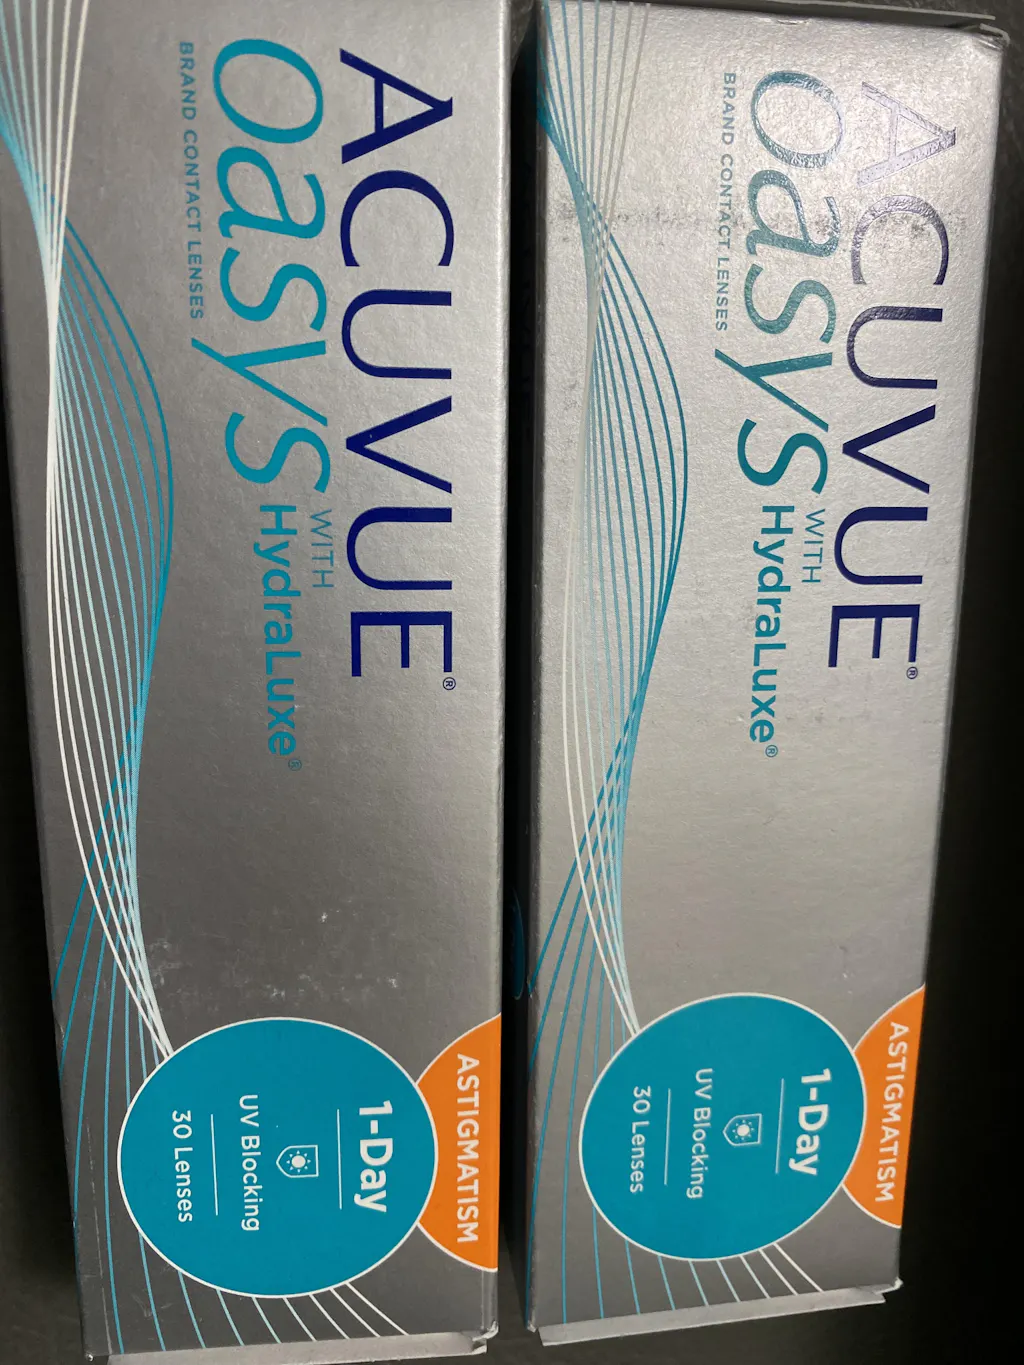 ACUVUE®
oasys WITH HydraLuxe®
BRAND CONTACT LENSES
ASTIGMATISM
1-Day
UV Blocking
30 Lenses
ACUVUE®
oasys WITH HydraLuxe®
BRAND CONTACT LENSES
ASTIGMATISM
1-Day
UV Blocking
30 Lenses